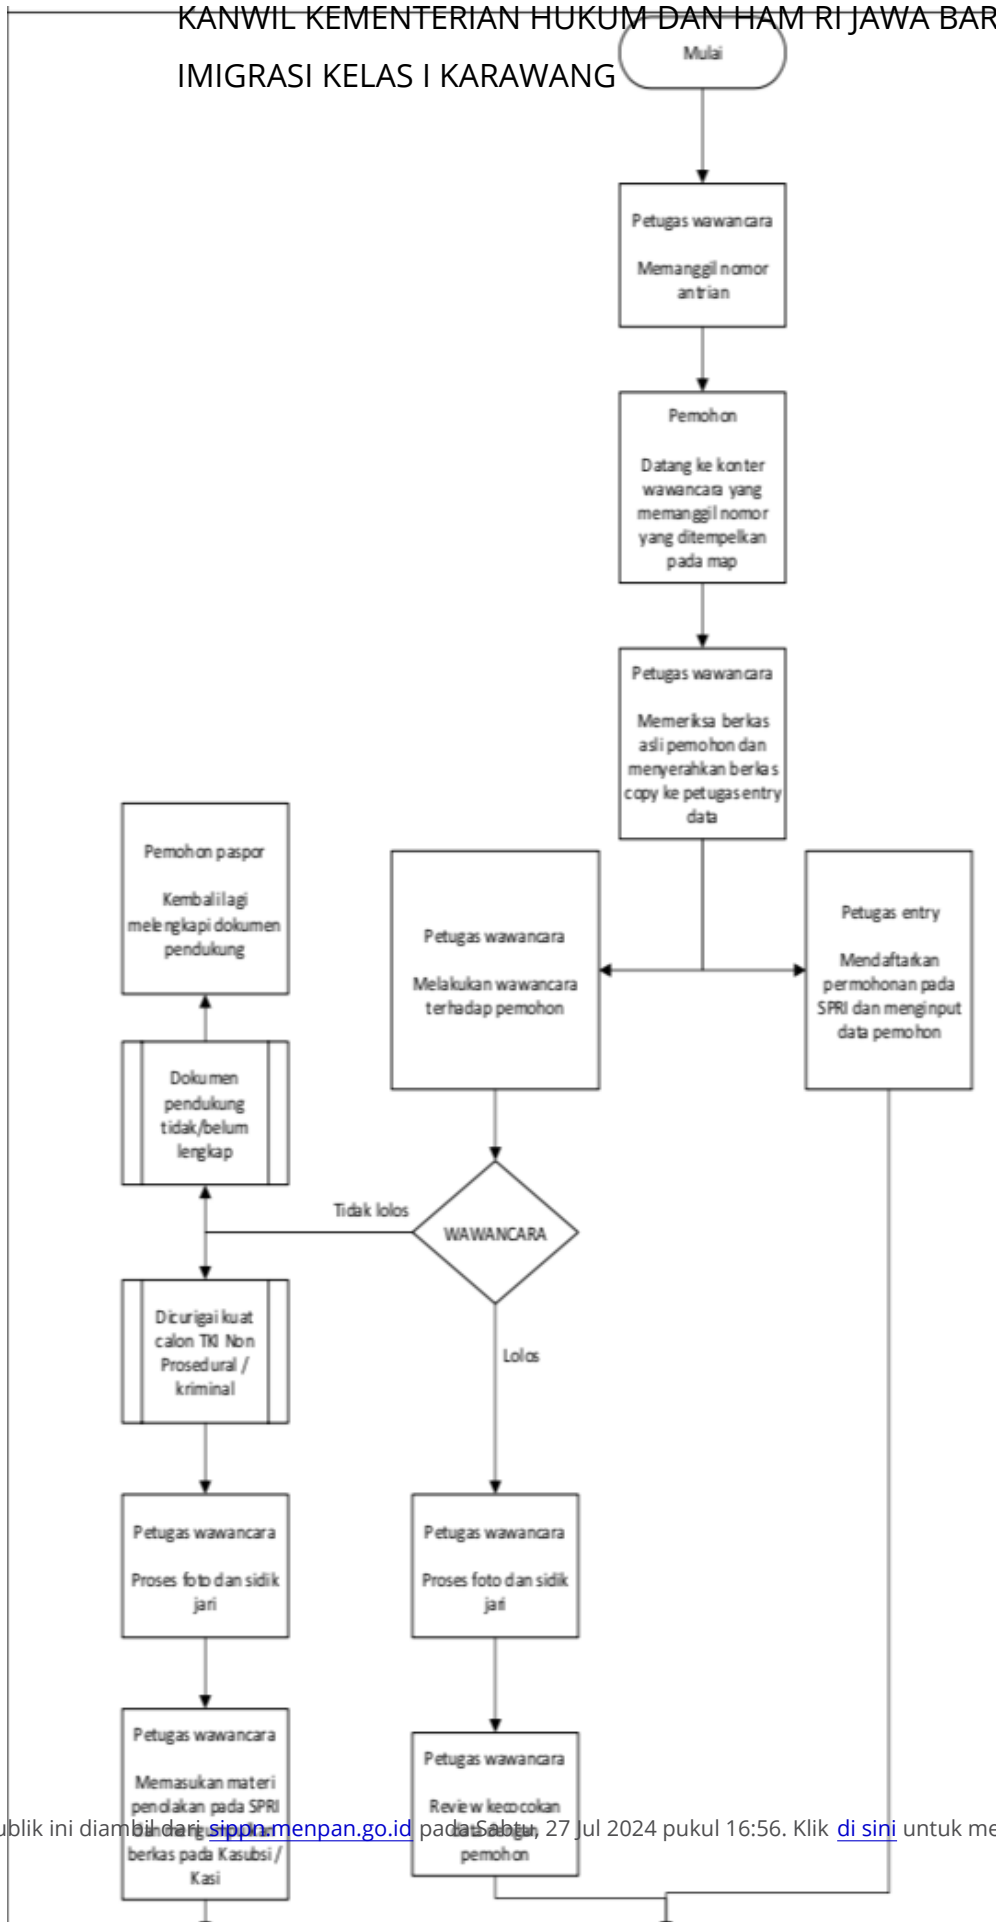 KANWIL KEMENTERIAN HUKUM DAN HAM RI JAWA BAR
IMIGRASI KELAS I KARAWANG
Mulai
Petugas wawancara
Memanggil nomor
antrian
Pemohon
Datang ke konter
wawancara yang
memanggil nomor
yang ditempelkan
pada map
Petugas wawancara
Memeriksa berkas
asli pemohon dan
menyerahkan berkas
copy ke petugas entry
data
Pemohon paspor
Kembali lagi
melengkapi dokumen
pendukung
Petugas wawancara
Melakukan wawancara
terhadap pemohon
Petugas entry
Mendaftarkan
permohonan pada
SPRI dan menginput
data pemohon
Dokumen
pendukung
tidak/belum
lengkap
Tidak lolos
WAWANCARA
Dicurigai kuat
calon TKI Non
Prosedural /
kriminal
Lolos
Petugas wawancara
Proses foto dan sidik
jari
Petugas wawancara
Proses foto dan sidik
jari
Petugas wawancara
Memasukan materi
penolakan pada SPRI
dan mengumpulkan
berkas pada Kasubsi /
Kasi
Petugas wawancara
Review kecocokan
data dengan
pemohon
ublik ini diambil dari sippn.menpan.go.id pada Sabtu, 27 Jul 2024 pukul 16:56. Klik di sini untuk me